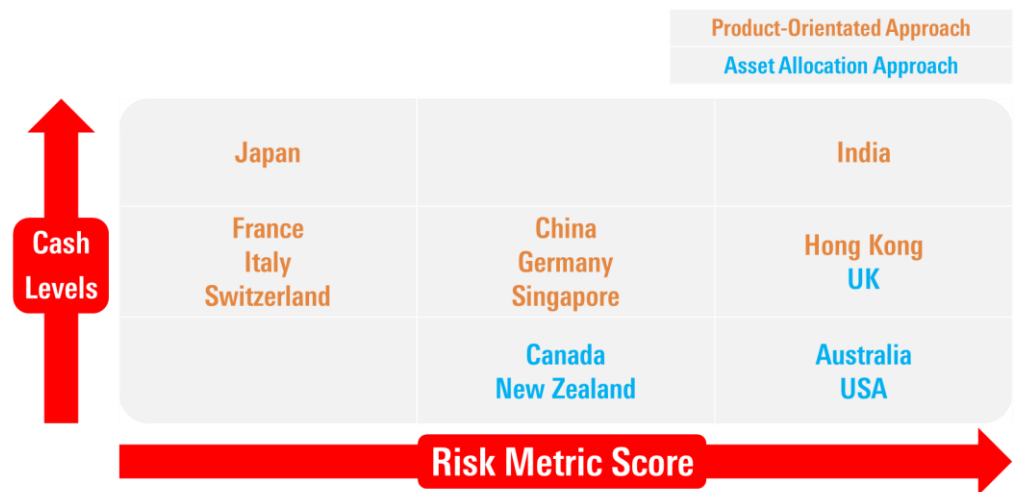 Product-Orientated Approach
Asset Allocation Approach
Japan
India
Cash
Levels
France
Italy
Switzerland
China
Germany
Singapore
Hong Kong
UK
Canada
New Zealand
Australia
USA
Risk Metric Score